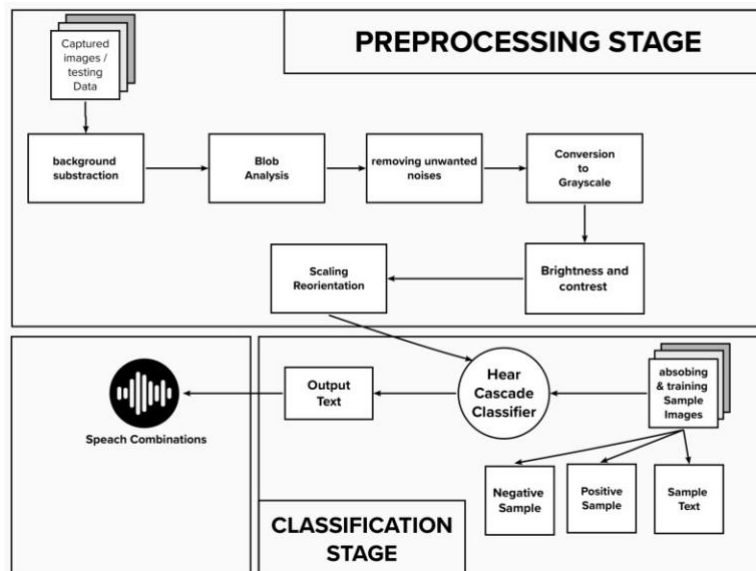 PREPROCESSING STAGE
Captured
images /
testing
Data
background
substraction
Blob
Analysis
removing unwanted
noises
Conversion
to
Grayscale
Brightness and
contrest
Scaling
Reorientation
Hear
Cascade
Classifier
absobing
& training
Sample
Images
Output
Text
Speach Combinations
Negative
Sample
Positive
Sample
Sample
Text
CLASSIFICATION
STAGE